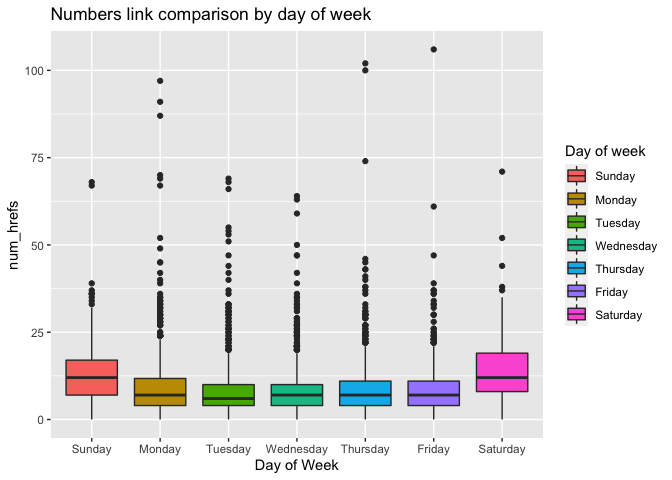 Numbers link comparison by day of week
num_hrefs
100
75
50
25
0
Sunday
Monday
Tuesday
Wednesday
Thursday
Friday
Saturday
Day of Week
Day of week
Sunday
Monday
Tuesday
Wednesday
Thursday
Friday
Saturday